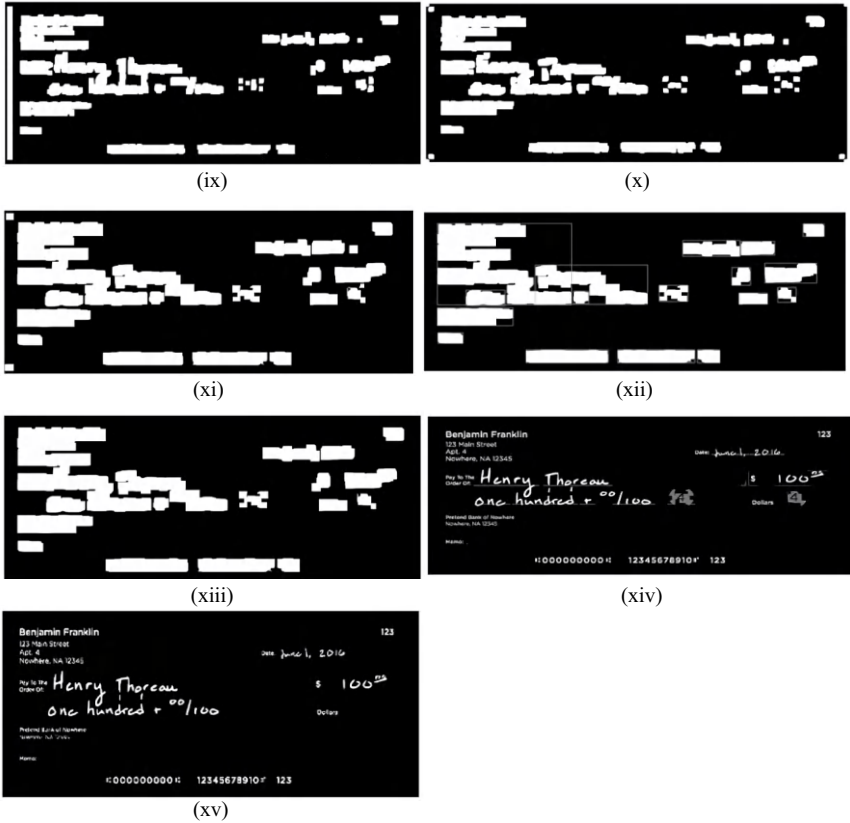 (ix)
(x)
(xi)
(xii)
(xiii)
Benjamin Franklin 123
123 Main Street
Apt. 4
Nowhere, NA 12345
Date: June 1, 2016
Pay To The
Order Of: Henry Thoreau $ 100
one hundred + 00/100 Dollars
Pretend Bank of Nowhere
Nowhere, NA 12345
Memo:
⑆000000000⑆ 12345678910⑈ 123
(xiv)
Benjamin Franklin 123
123 Main Street
Apt. 4
Nowhere, NA 12345
Date: June 1, 2016
Pay To The
Order Of: Henry Thoreau $ 100
one hundred + 00/100 Dollars
Pretend Bank of Nowhere
Memo:
⑆000000000⑆ 12345678910⑈ 123
(xv)